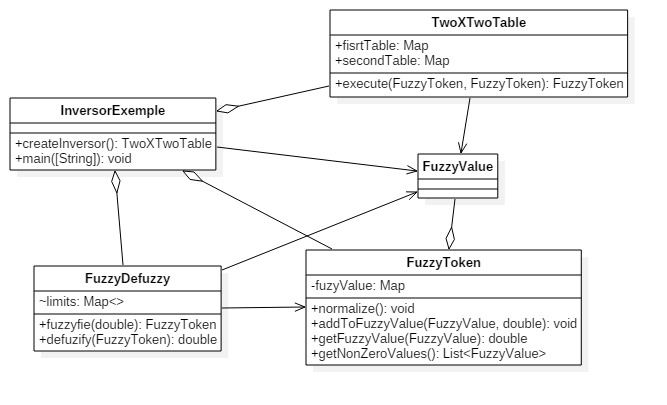 TwoXTwoTable
+fisrtTable: Map
+secondTable: Map
+execute(FuzzyToken, FuzzyToken): FuzzyToken
InversorExemple
+createInversor(): TwoXTwoTable
+main([String]): void
FuzzyValue
FuzzyDefuzzy
~limits: Map<>
+fuzzyfie(double): FuzzyToken
+defuzify(FuzzyToken): double
FuzzyToken
-fuzyValue: Map
+normalize(): void
+addToFuzzyValue(FuzzyValue, double): void
+getFuzzyValue(FuzzyValue): double
+getNonZeroValues(): List<FuzzyValue>